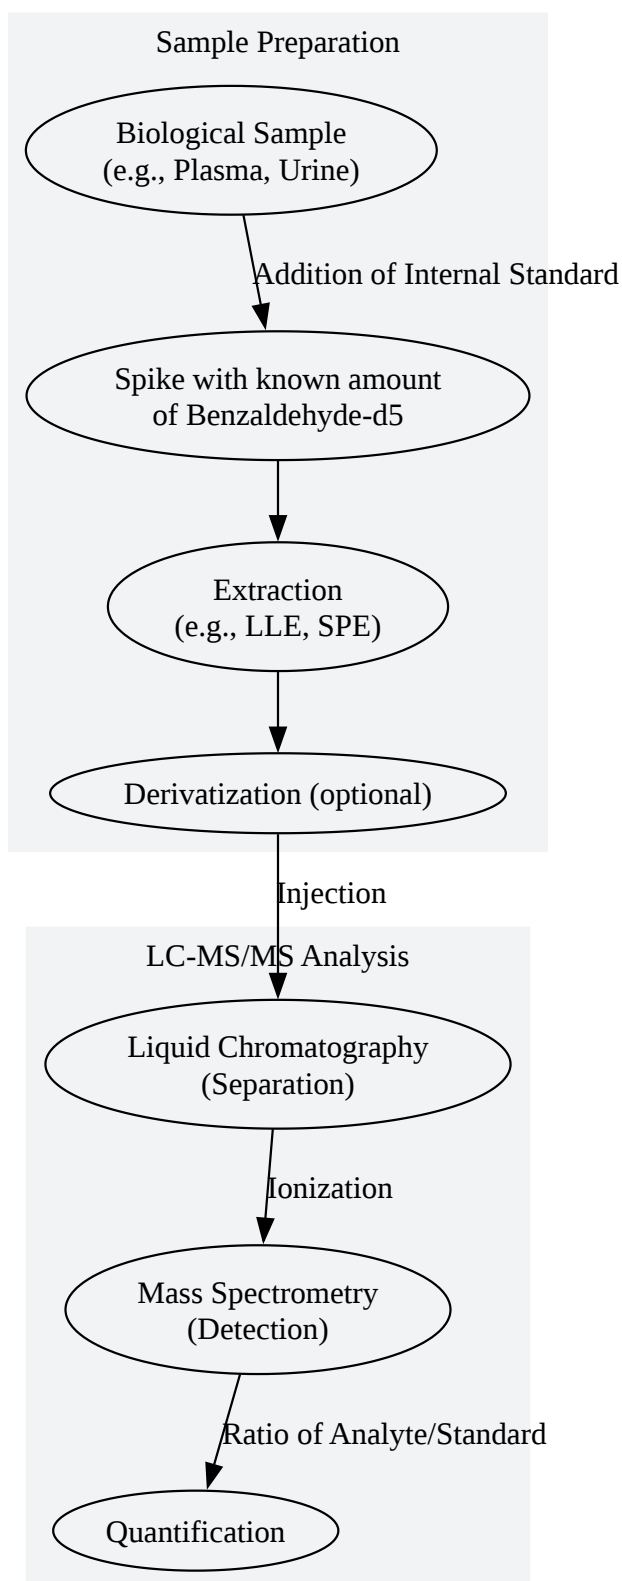 Sample Preparation
Biological Sample
(e.g., Plasma, Urine)
Addition of Internal Standard
Spike with known amount
of Benzaldehyde-d5
Extraction
(e.g., LLE, SPE)
Derivatization (optional)
Injection
LC-MS/MS Analysis
Liquid Chromatography
(Separation)
Ionization
Mass Spectrometry
(Detection)
Ratio of Analyte/Standard
Quantification